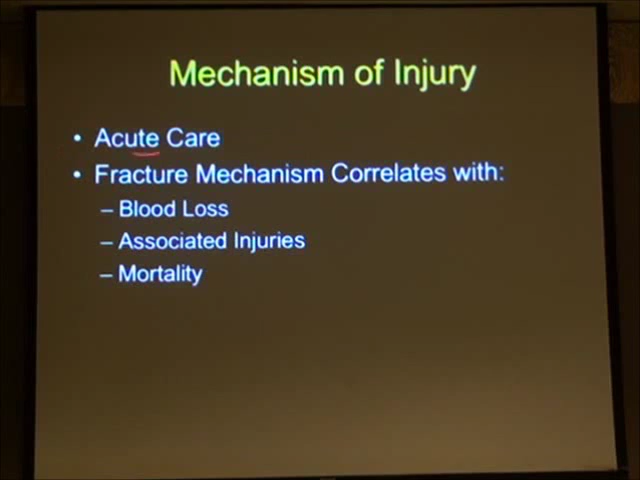 Mechanism of Injury
• Acute Care
• Fracture Mechanism Correlates with:
– Blood Loss
– Associated Injuries
– Mortality